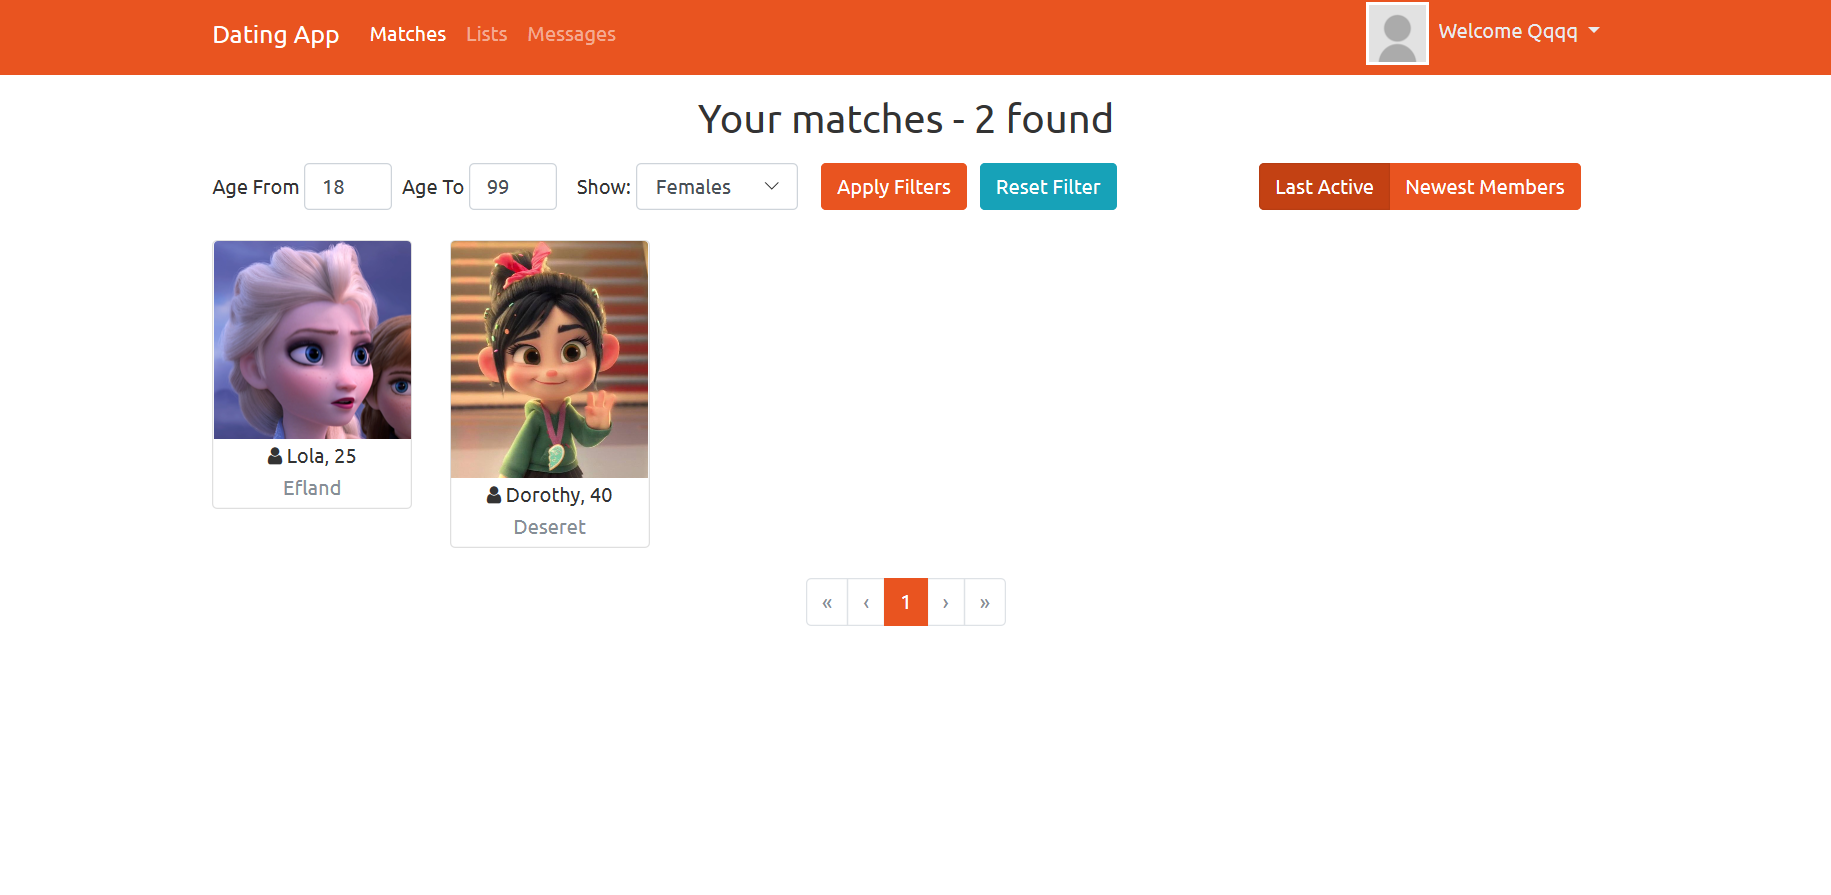 Dating App Matches Lists Messages Welcome Qqqq
Your matches - 2 found
Age From 18 Age To 99 Show: Females Apply Filters Reset Filter Last Active Newest Members
Lola, 25
Efland
Dorothy, 40
Deseret
« ‹ 1 › »